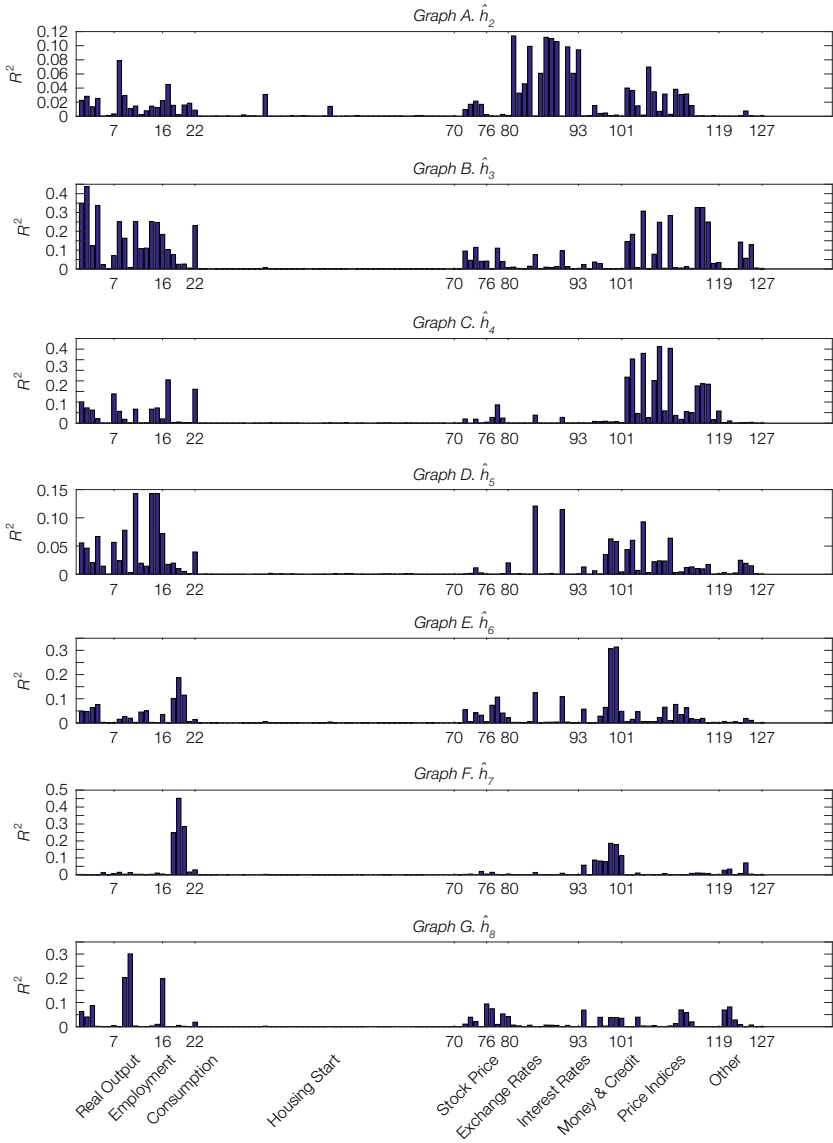 Graph A. ĥ2
R2
0.12
0.10
0.08
0.06
0.04
0.02
0
7 16 22 70 76 80 93 101 119 127
Graph B. ĥ3
R2
0.4
0.3
0.2
0.1
0
7 16 22 70 76 80 93 101 119 127
Graph C. ĥ4
R2
0.4
0.3
0.2
0.1
0
7 16 22 70 76 80 93 101 119 127
Graph D. ĥ5
R2
0.15
0.10
0.05
0
7 16 22 70 76 80 93 101 119 127
Graph E. ĥ6
R2
0.3
0.2
0.1
0
7 16 22 70 76 80 93 101 119 127
Graph F. ĥ7
R2
0.5
0.4
0.3
0.2
0.1
0
7 16 22 70 76 80 93 101 119 127
Graph G. ĥ8
R2
0.3
0.2
0.1
0
7 16 22 70 76 80 93 101 119 127
Real Output
Employment
Consumption
Housing Start
Stock Price
Exchange Rates
Interest Rates
Money & Credit
Price Indices
Other